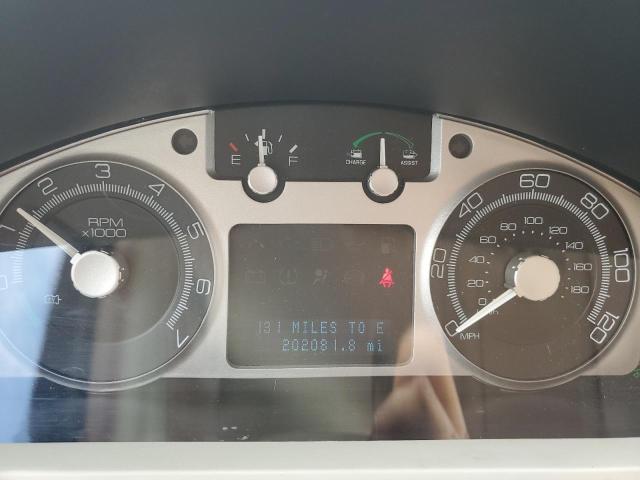 E F
CHARGE ASSIST
1 2 3 4 5 6 7
RPM
x1000
131 MILES TO E
202081.8 mi
0 20 40 60 80 100 120
0 20 40 60 80 100 120 140 160 180
MPH